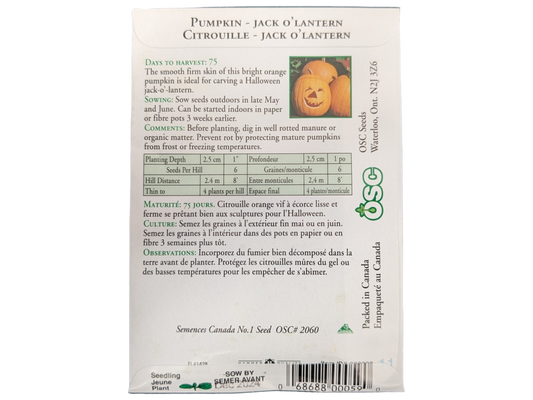 PUMPKIN - JACK O'LANTERN
CITROUILLE - JACK O'LANTERN
DAYS TO HARVEST: 75
The smooth firm skin of this bright orange
pumpkin is ideal for carving a Halloween
jack-o'-lantern.
SOWING: Sow seeds outdoors in late May
and June. Can be started indoors in paper
or fibre pots 3 weeks earlier.
COMMENTS: Before planting, dig in well rotted manure or
organic matter. Prevent rot by protecting mature pumpkins
from frost or freezing temperatures.
Planting Depth 2.5 cm 1" Profondeur 2.5 cm 1 po
Seeds Per Hill 6 Graines/monticule 6
Hill Distance 2.4 m 8' Entre monticules 2.4 m 8'
Thin to 4 plants per hill Espace final 4 plantes/monticule
MATURITÉ: 75 JOURS. Citrouille orange vif à écorce lisse et
ferme se prêtant bien aux sculptures pour l'Halloween.
CULTURE: Semez les graines à l'extérieur fin mai ou en juin.
Semez les graines à l'intérieur dans des pots en papier ou en
fibre 3 semaines plus tôt.
OBSERVATIONS: Incorporez du fumier bien décomposé dans la
terre avant de planter. Protégez les citrouilles mûres du gel ou
des basses températures pour les empêcher de s'abimer.
OSC Seeds
Waterloo, Ont. N2J 3Z6
OSC
Packed in Canada
Empaqueté au Canada
Semences Canada No.1 Seed OSC# 2060
Seedling
Jeune
Plant
SOW BY
SEMER AVANT
DEC 2024
0 68688 00059 0